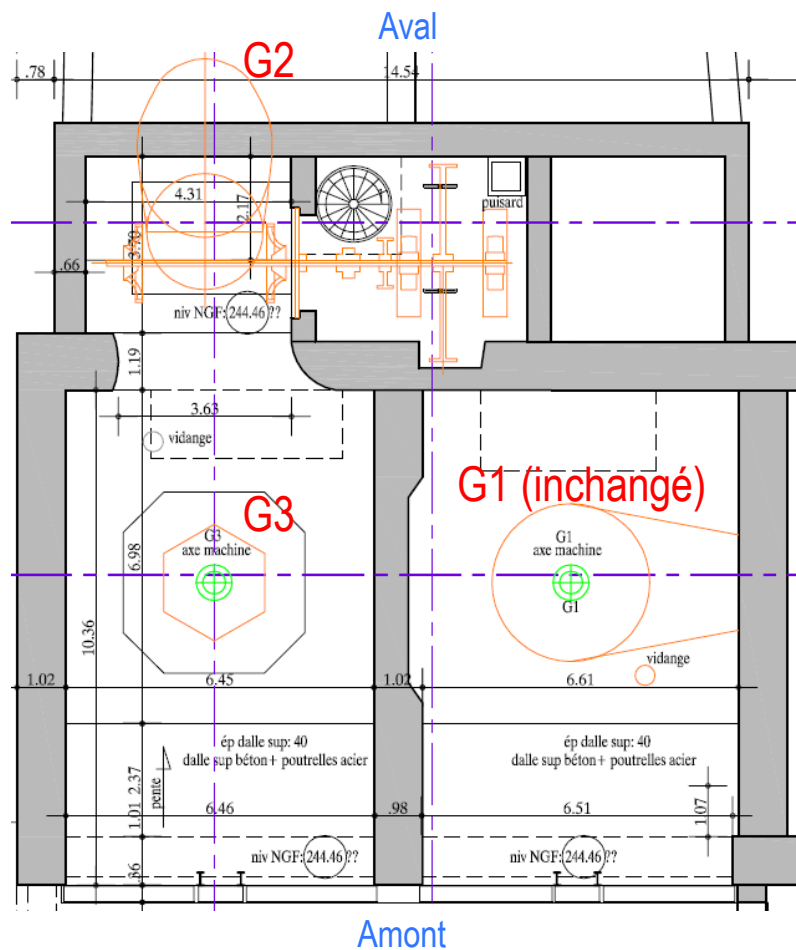 Aval
G2
.78
14.54
4.31
2.17
puisard
3.70
.66
niv NGF: 244.46 ??
1.19
3.63
vidange
G1 (inchangé)
G3
G3
axe machine
G1
axe machine
G1
6.98
10.36
vidange
1.02
6.45
1.02
6.61
ép dalle sup: 40
dalle sup béton+ poutrelles acier
ép dalle sup: 40
dalle sup béton+ poutrelles acier
2.37
pente
1.01
6.46
.98
6.51
1.07
niv NGF: 244.46 ??
niv NGF: 244.46 ??
.36
Amont